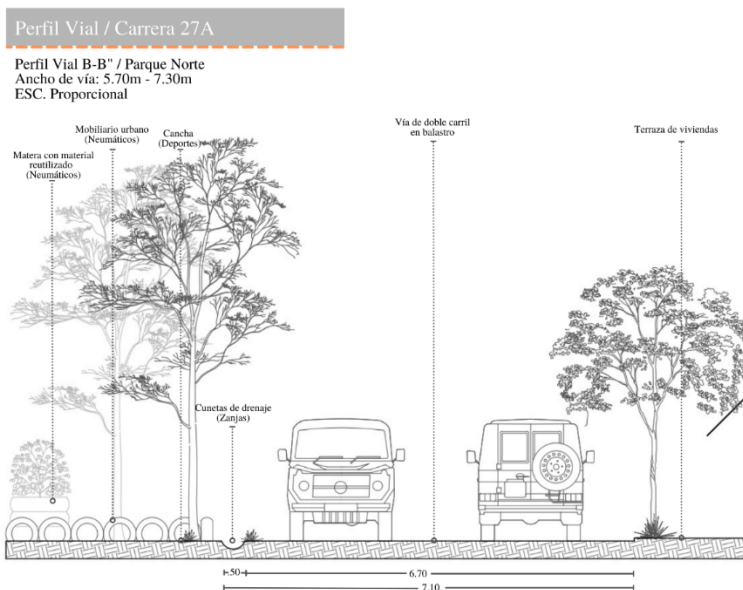 Perfil Vial / Carrera 27A
Perfil Vial B-B" / Parque Norte
Ancho de vía: 5.70m - 7.30m
ESC. Proporcional
Matera con material
reutilizado
(Neumáticos)
Mobiliario urbano
(Neumáticos)
Cancha
(Deportes)
Cunetas de drenaje
(Zanjas)
Vía de doble carril
en balastro
Terraza de viviendas
.50
6.70
7.10